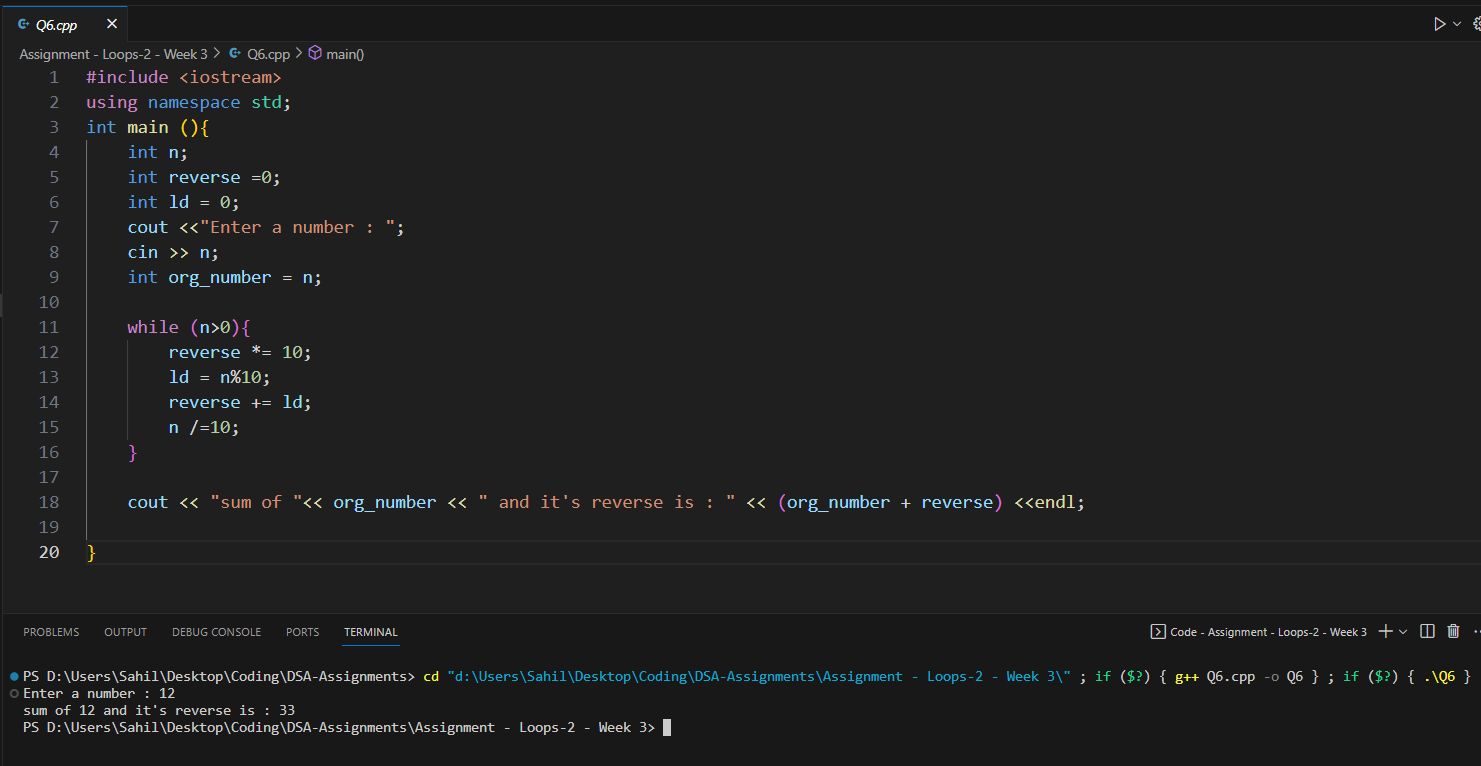 Q6.cpp
Assignment - Loops-2 - Week 3 > Q6.cpp > main()
1 #include <iostream>
2 using namespace std;
3 int main (){
4     int n;
5     int reverse =0;
6     int ld = 0;
7     cout <<"Enter a number : ";
8     cin >> n;
9     int org_number = n;
10
11     while (n>0){
12         reverse *= 10;
13         ld = n%10;
14         reverse += ld;
15         n /=10;
16     }
17
18     cout << "sum of "<< org_number << " and it's reverse is : " << (org_number + reverse) <<endl;
19
20 }
PROBLEMS OUTPUT DEBUG CONSOLE PORTS TERMINAL Code - Assignment - Loops-2 - Week 3
PS D:\Users\Sahil\Desktop\Coding\DSA-Assignments> cd "d:\Users\Sahil\Desktop\Coding\DSA-Assignments\Assignment - Loops-2 - Week 3\" ; if ($?) { g++ Q6.cpp -o Q6 } ; if ($?) { .\Q6 }
Enter a number : 12
sum of 12 and it's reverse is : 33
PS D:\Users\Sahil\Desktop\Coding\DSA-Assignments\Assignment - Loops-2 - Week 3>